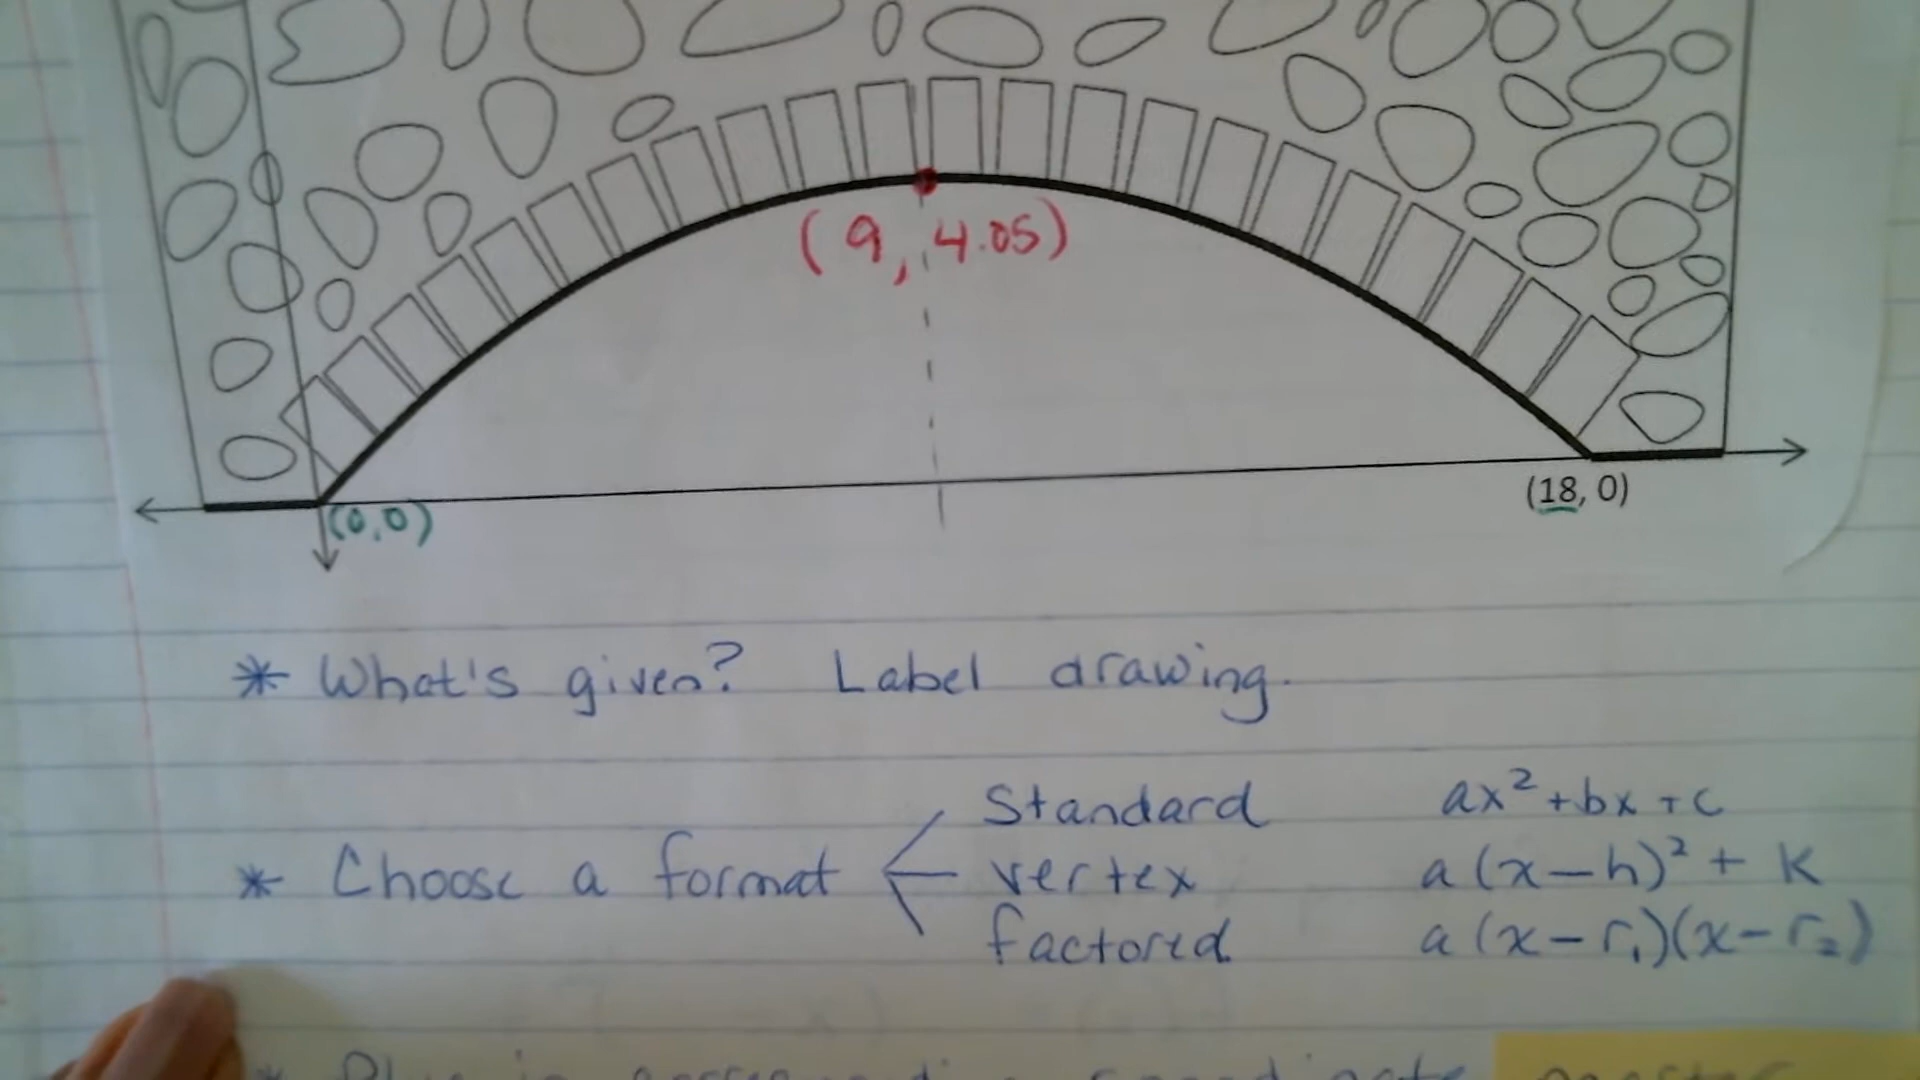 (9, 4.05)
(0,0)
(18, 0)
* What's given? Label drawing.
Standard ax² + bx + c
* Choose a format vertex a(x-h)² + K
factored a(x-r₁)(x-r₂)